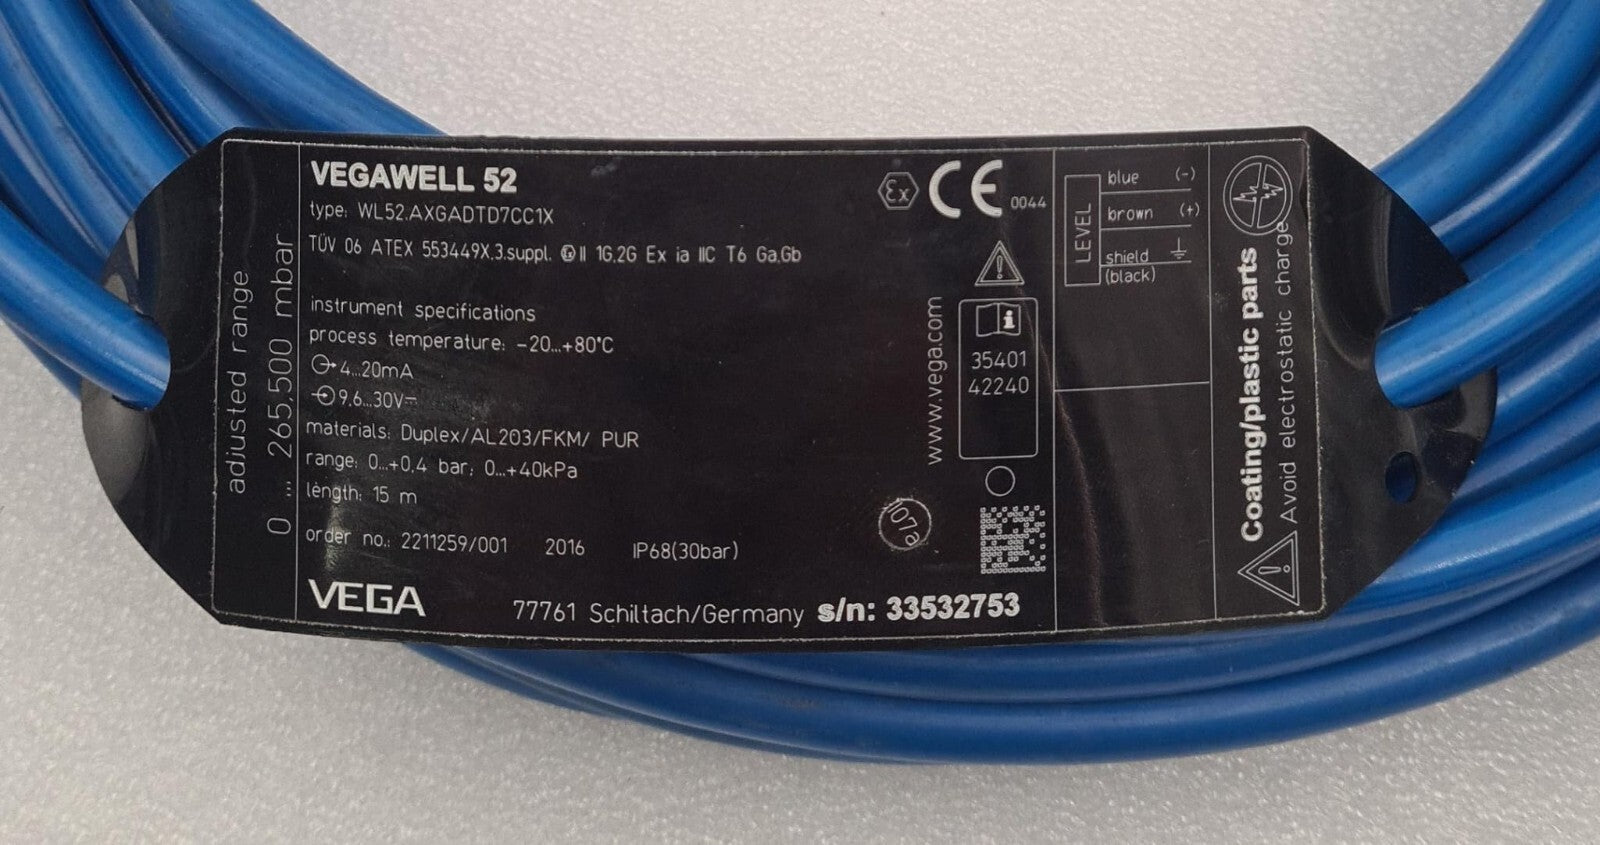 adjusted range
0 ... 265.500 mbar
VEGAWELL 52
type: WL52.AXGADTD7CC1X
TÜV 06 ATEX 553449X.3.suppl. Ex II 1G,2G Ex ia IIC T6 Ga,Gb
instrument specifications
process temperature: -20...+80°C
4...20mA
9.6...30V⎓
materials: Duplex/AL203/FKM/ PUR
range: 0...+0.4 bar; 0...+40kPa
length: 15 m
order no.: 2211259/001 2016 IP68(30bar)
VEGA 77761 Schiltach/Germany s/n: 33532753
Ex CE 0044
www.vega.com
i
35401
42240
107a
LEVEL
blue (-)
brown (+)
shield
(black)
Coating/plastic parts
Avoid electrostatic charge